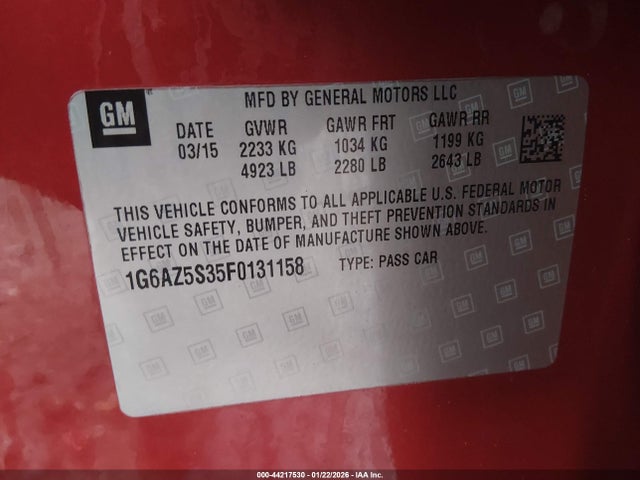 GM
MFD BY GENERAL MOTORS LLC
DATE GVWR GAWR FRT GAWR RR
03/15 2233 KG 1034 KG 1199 KG
4923 LB 2280 LB 2643 LB
THIS VEHICLE CONFORMS TO ALL APPLICABLE U.S. FEDERAL MOTOR
VEHICLE SAFETY, BUMPER, AND THEFT PREVENTION STANDARDS IN
EFFECT ON THE DATE OF MANUFACTURE SHOWN ABOVE.
1G6AZ5S35F0131158 TYPE: PASS CAR
000-44217530 - 01/22/2026 - IAA Inc.